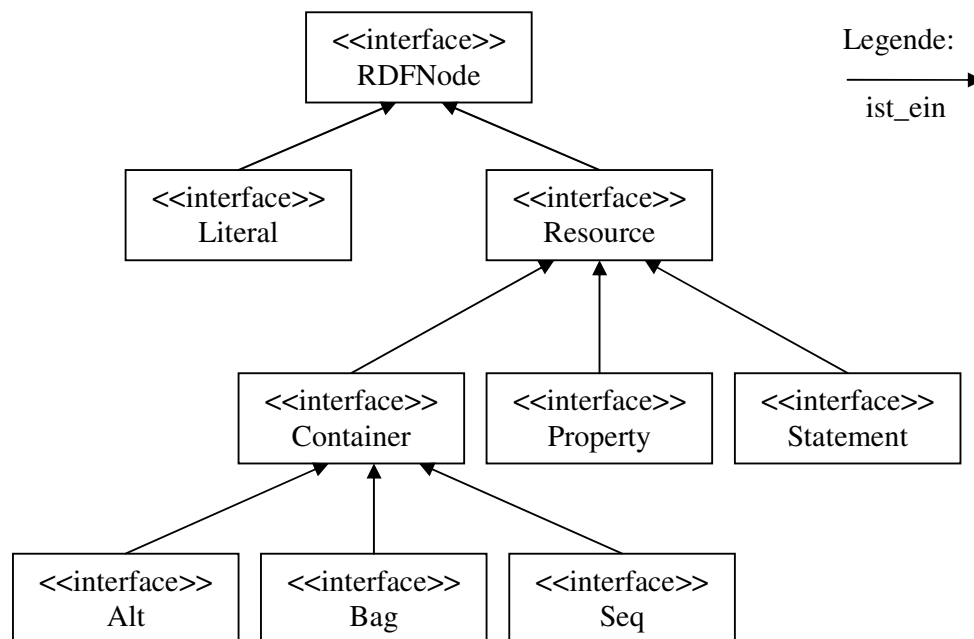 <<interface>>
RDFNode
Legende:
ist_ein
<<interface>>
Literal
<<interface>>
Resource
<<interface>>
Container
<<interface>>
Property
<<interface>>
Statement
<<interface>>
Alt
<<interface>>
Bag
<<interface>>
Seq